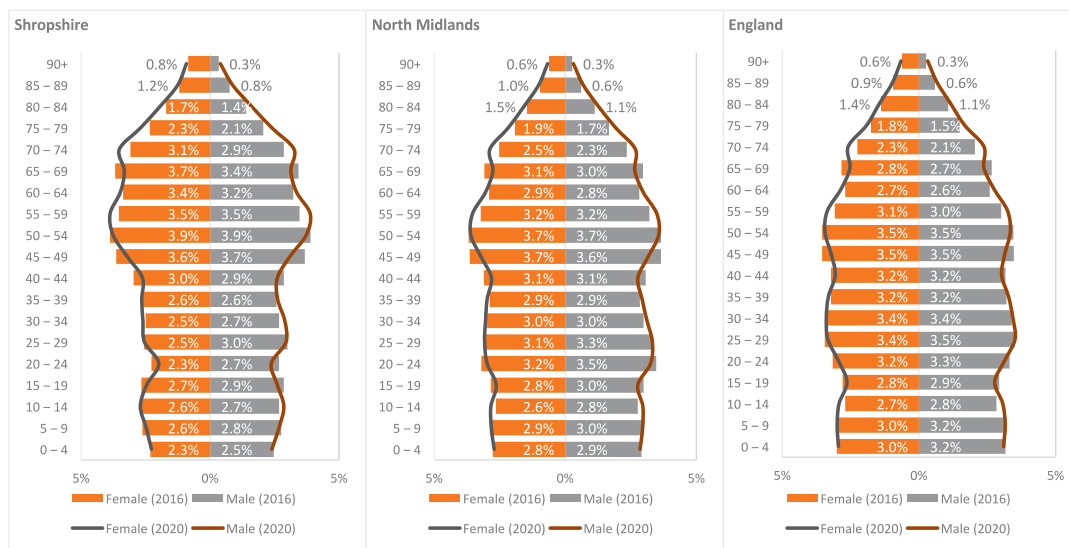 Shropshire
90+ 0.8% 0.3%
85 – 89 1.2% 0.8%
80 – 84 1.7% 1.4%
75 – 79 2.3% 2.1%
70 – 74 3.1% 2.9%
65 – 69 3.7% 3.4%
60 – 64 3.4% 3.2%
55 – 59 3.5% 3.5%
50 – 54 3.9% 3.9%
45 – 49 3.6% 3.7%
40 – 44 3.0% 2.9%
35 – 39 2.6% 2.6%
30 – 34 2.5% 2.7%
25 – 29 2.5% 3.0%
20 – 24 2.3% 2.7%
15 – 19 2.7% 2.9%
10 – 14 2.6% 2.7%
5 – 9 2.6% 2.8%
0 – 4 2.3% 2.5%
5% 0% 5%
Female (2016) Male (2016)
Female (2020) Male (2020)
North Midlands
90+ 0.6% 0.3%
85 – 89 1.0% 0.6%
80 – 84 1.5% 1.1%
75 – 79 1.9% 1.7%
70 – 74 2.5% 2.3%
65 – 69 3.1% 3.0%
60 – 64 2.9% 2.8%
55 – 59 3.2% 3.2%
50 – 54 3.7% 3.7%
45 – 49 3.7% 3.6%
40 – 44 3.1% 3.1%
35 – 39 2.9% 2.9%
30 – 34 3.0% 3.0%
25 – 29 3.1% 3.3%
20 – 24 3.2% 3.5%
15 – 19 2.8% 3.0%
10 – 14 2.6% 2.8%
5 – 9 2.9% 3.0%
0 – 4 2.8% 2.9%
5% 0% 5%
Female (2016) Male (2016)
Female (2020) Male (2020)
England
90+ 0.6% 0.3%
85 – 89 0.9% 0.6%
80 – 84 1.4% 1.1%
75 – 79 1.8% 1.5%
70 – 74 2.3% 2.1%
65 – 69 2.8% 2.7%
60 – 64 2.7% 2.6%
55 – 59 3.1% 3.0%
50 – 54 3.5% 3.5%
45 – 49 3.5% 3.5%
40 – 44 3.2% 3.2%
35 – 39 3.2% 3.2%
30 – 34 3.4% 3.4%
25 – 29 3.4% 3.5%
20 – 24 3.2% 3.3%
15 – 19 2.8% 2.9%
10 – 14 2.7% 2.8%
5 – 9 3.0% 3.2%
0 – 4 3.0% 3.2%
5% 0% 5%
Female (2016) Male (2016)
Female (2020) Male (2020)